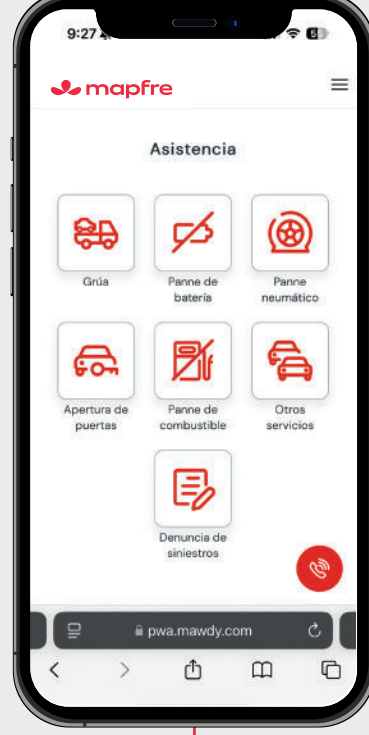 9:27
mapfre
Asistencia
Grúa
Panne de
batería
Panne
neumático
Apertura de
puertas
Panne de
combustible
Otros
servicios
Denuncia de
siniestros
pwa.mawdy.com